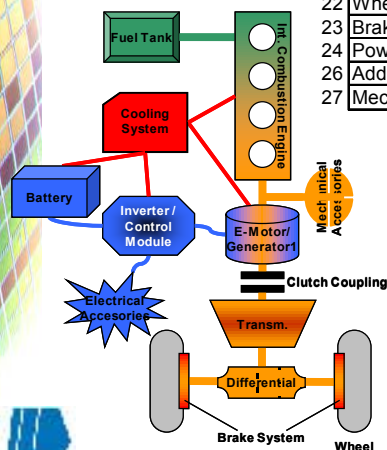 22 Whe
23 Brak
24 Pow
26 Add
27 Mec
Fuel Tank
Int. Combustion Engine
Cooling
System
Battery
Inverter /
Control
Module
E-Motor/
Generator1
Mechanical
Accessories
Electrical
Accesories
Clutch Coupling
Transm.
Differential
Brake System
Wheel